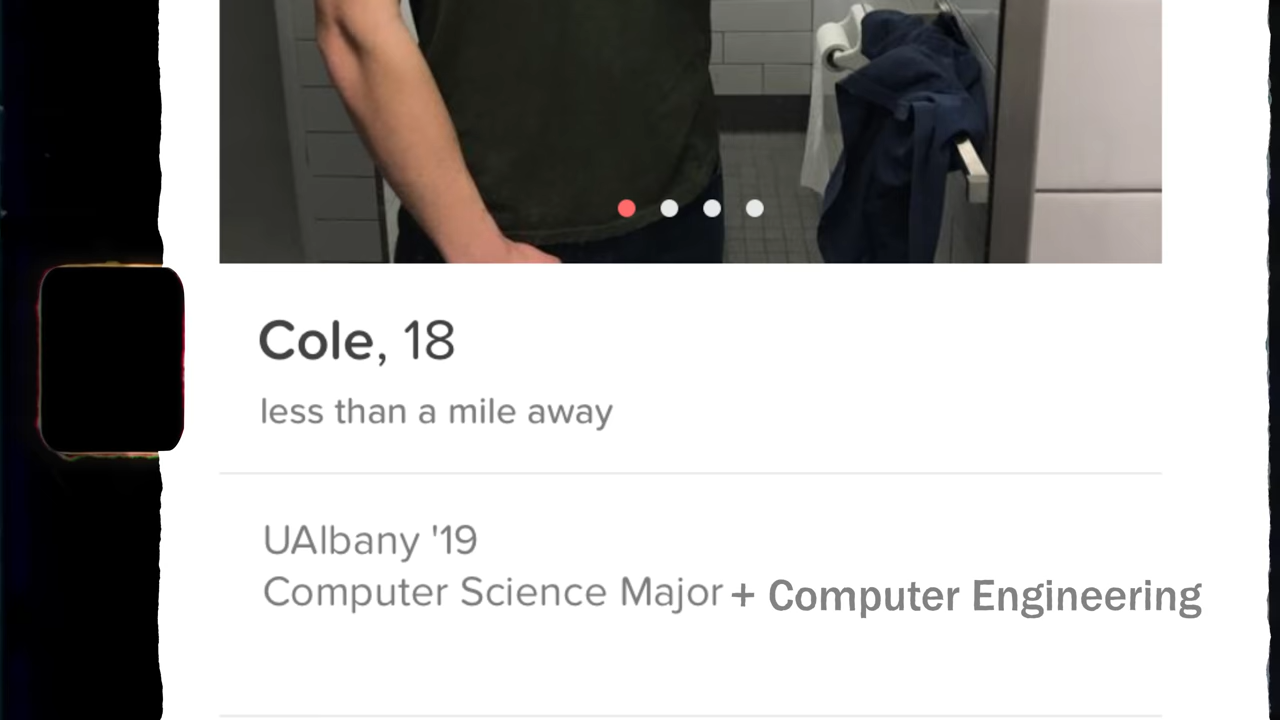 Cole, 18
less than a mile away
UAlbany '19
Computer Science Major + Computer Engineering